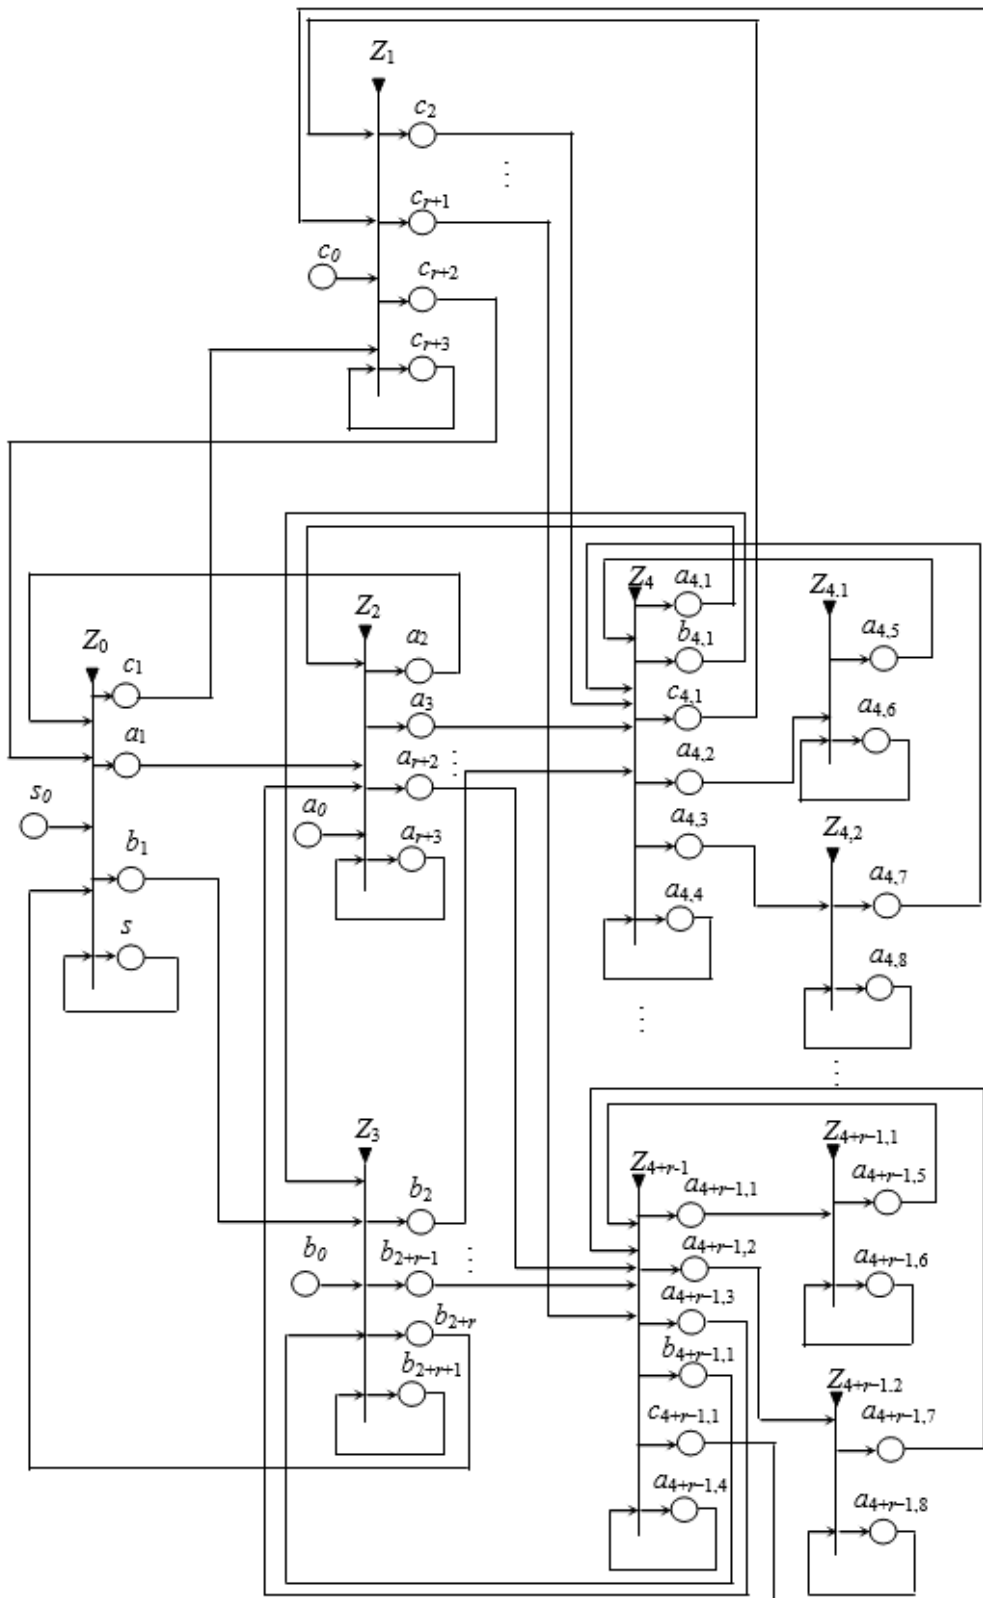 Z1
c2
⋮
cr+1
c0
cr+2
cr+3
Z0
c1
a1
s0
b1
s
Z2
a2
a3
⋮
ar+2
a0
ar+3
Z4
a4,1
b4,1
c4,1
a4,2
a4,3
a4,4
⋮
Z4,1
a4,5
a4,6
Z4,2
a4,7
a4,8
⋮
Z3
b2
⋮
b0
b2+r−1
b2+r
b2+r+1
Z4+r-1
a4+r−1,1
a4+r−1,2
a4+r−1,3
b4+r−1,1
c4+r−1,1
a4+r−1,4
Z4+r−1,1
a4+r−1,5
a4+r−1,6
Z4+r−1.2
a4+r−1,7
a4+r−1,8